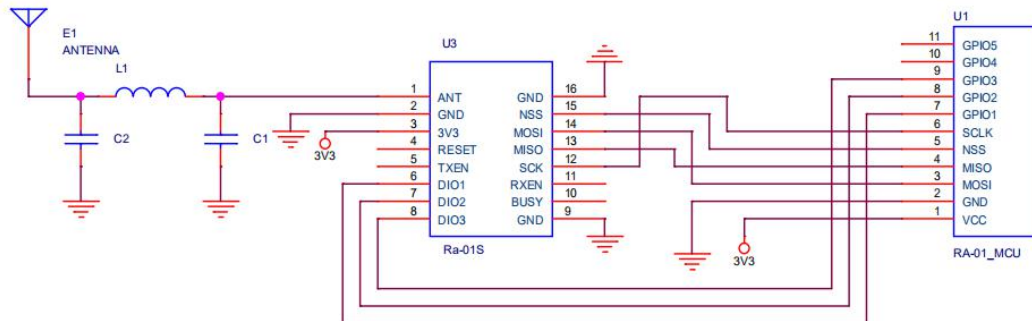 E1
ANTENNA
L1
C2
C1
U3
1 ANT GND 16
2 GND NSS 15
3 3V3 MOSI 14
4 RESET MISO 13
5 TXEN SCK 12
6 DIO1 RXEN 11
7 DIO2 BUSY 10
8 DIO3 GND 9
Ra-01S
3V3
3V3
U1
11 GPIO5
10 GPIO4
9 GPIO3
8 GPIO2
7 GPIO1
6 SCLK
5 NSS
4 MISO
3 MOSI
2 GND
1 VCC
RA-01_MCU